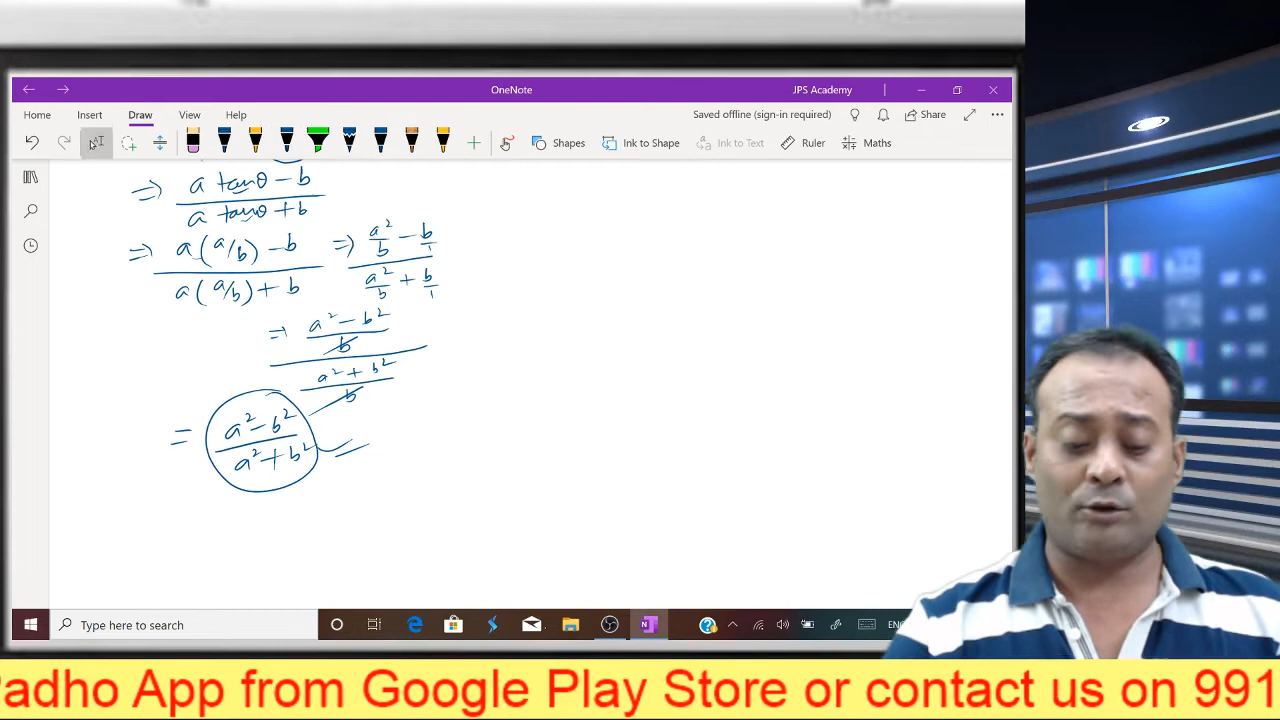 OneNote
JPS Academy
Home Insert Draw View Help
Saved offline (sign-in required) Share
Shapes Ink to Shape Ink to Text Ruler Maths
=> a tanθ - b / a tanθ + b
=> a(a/b) - b / a(a/b) + b => a²/b - b/1 / a²/b + b/1
=> a² - b² / b / a² + b² / b
= a² - b² / a² + b²
Type here to search
Padho App from Google Play Store or contact us on 991